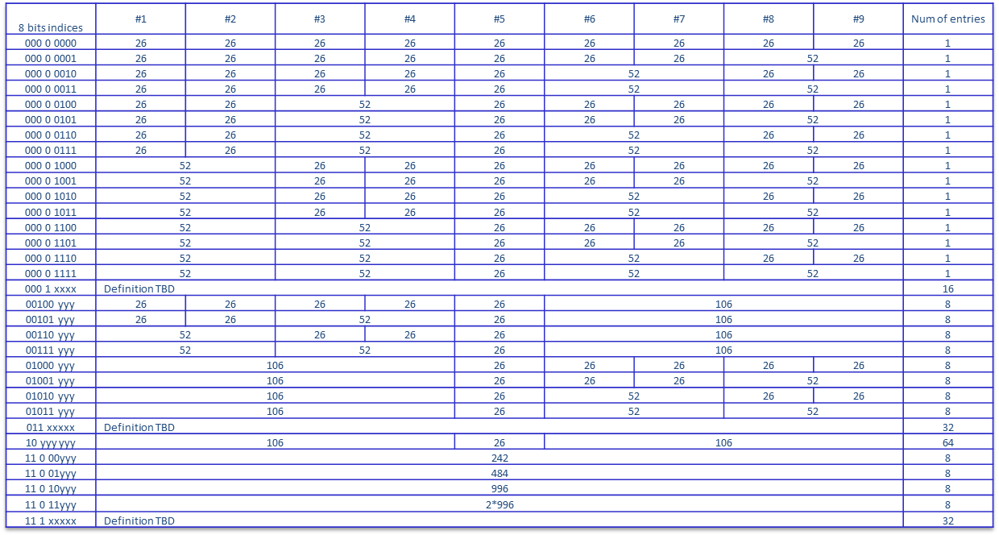 8 bits indices #1 #2 #3 #4 #5 #6 #7 #8 #9 Num of entries
000 0 0000 26 26 26 26 26 26 26 26 26 1
000 0 0001 26 26 26 26 26 26 26 52 1
000 0 0010 26 26 26 26 26 52 26 26 1
000 0 0011 26 26 26 26 26 52 52 1
000 0 0100 26 26 52 26 26 26 26 26 1
000 0 0101 26 26 52 26 26 26 52 1
000 0 0110 26 26 52 26 52 26 26 1
000 0 0111 26 26 52 26 52 52 1
000 0 1000 52 26 26 26 26 26 26 26 1
000 0 1001 52 26 26 26 26 26 52 1
000 0 1010 52 26 26 26 52 26 26 1
000 0 1011 52 26 26 26 52 52 1
000 0 1100 52 52 26 26 26 26 26 1
000 0 1101 52 52 26 26 26 52 1
000 0 1110 52 52 26 52 26 26 1
000 0 1111 52 52 26 52 52 1
000 1 xxxx Definition TBD 16
00100 yyy 26 26 26 26 26 106 8
00101 yyy 26 26 52 26 106 8
00110 yyy 52 26 26 26 106 8
00111 yyy 52 52 26 106 8
01000 yyy 106 26 26 26 26 26 8
01001 yyy 106 26 26 26 52 8
01010 yyy 106 26 52 26 26 8
01011 yyy 106 26 52 52 8
011 xxxxx Definition TBD 32
10 yyy yyy 106 26 106 64
11 0 00yyy 242 8
11 0 01yyy 484 8
11 0 10yyy 996 8
11 0 11yyy 2*996 8
11 1 xxxxx Definition TBD 32